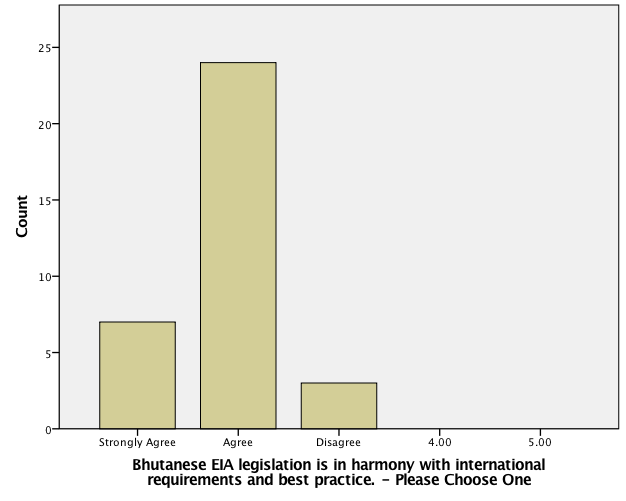 25
20
15
10
5
0
Count
Strongly Agree Agree Disagree 4.00 5.00
Bhutanese EIA legislation is in harmony with international
requirements and best practice. – Please Choose One